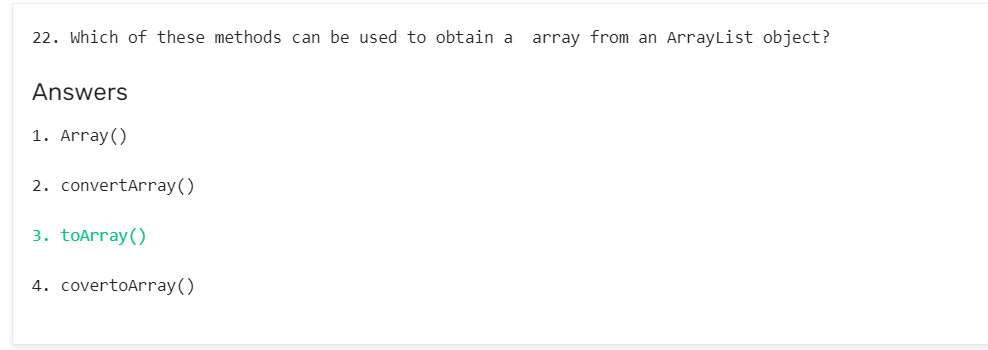 22. Which of these methods can be used to obtain a  array from an ArrayList object?
Answers
1. Array()
2. convertArray()
3. toArray()
4. covertoArray()